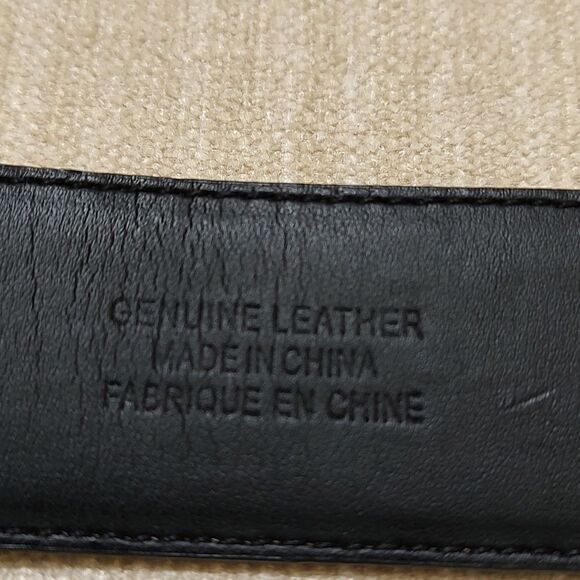 GENUINE LEATHER
MADE IN CHINA
FABRIQUE EN CHINE